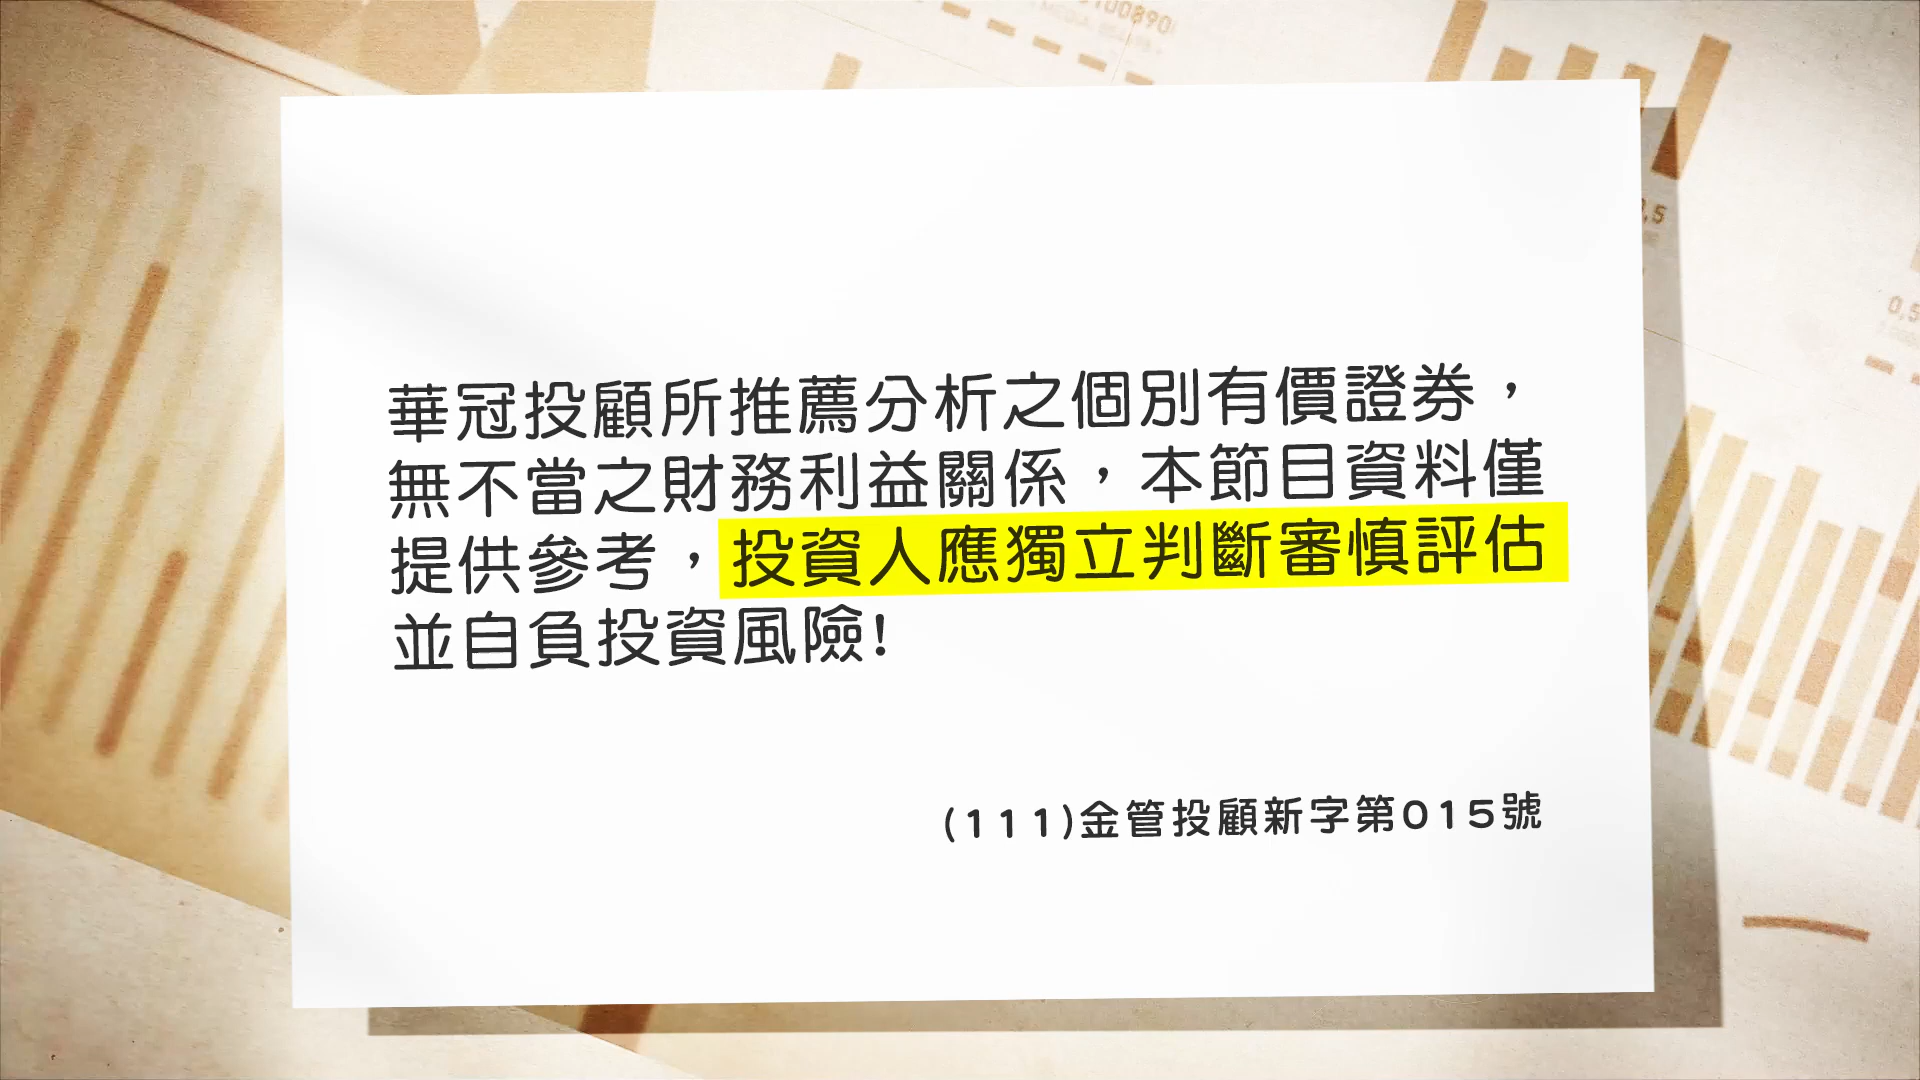 華冠投顧所推薦分析之個別有價證券，
無不當之財務利益關係，本節目資料僅
提供參考，投資人應獨立判斷審慎評估
並自負投資風險!
(111)金管投顧新字第015號